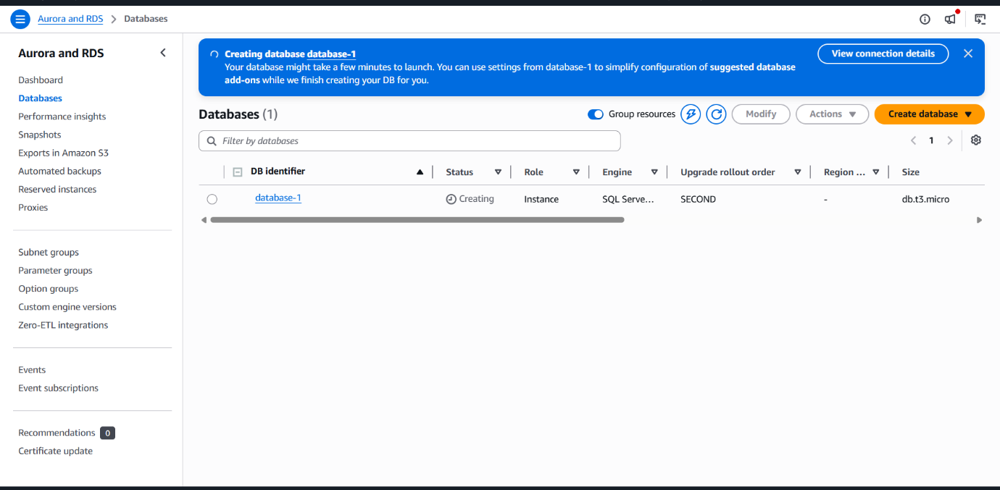 Aurora and RDS > Databases
Aurora and RDS
Dashboard
Databases
Performance insights
Snapshots
Exports in Amazon S3
Automated backups
Reserved instances
Proxies
Subnet groups
Parameter groups
Option groups
Custom engine versions
Zero-ETL integrations
Events
Event subscriptions
Recommendations 0
Certificate update
Creating database database-1
Your database might take a few minutes to launch. You can use settings from database-1 to simplify configuration of suggested database
add-ons while we finish creating your DB for you.
View connection details
Databases (1)
Group resources
Modify
Actions
Create database
Filter by databases
1
DB identifier Status Role Engine Upgrade rollout order Region ... Size
database-1 Creating Instance SQL Serve... SECOND - db.t3.micro